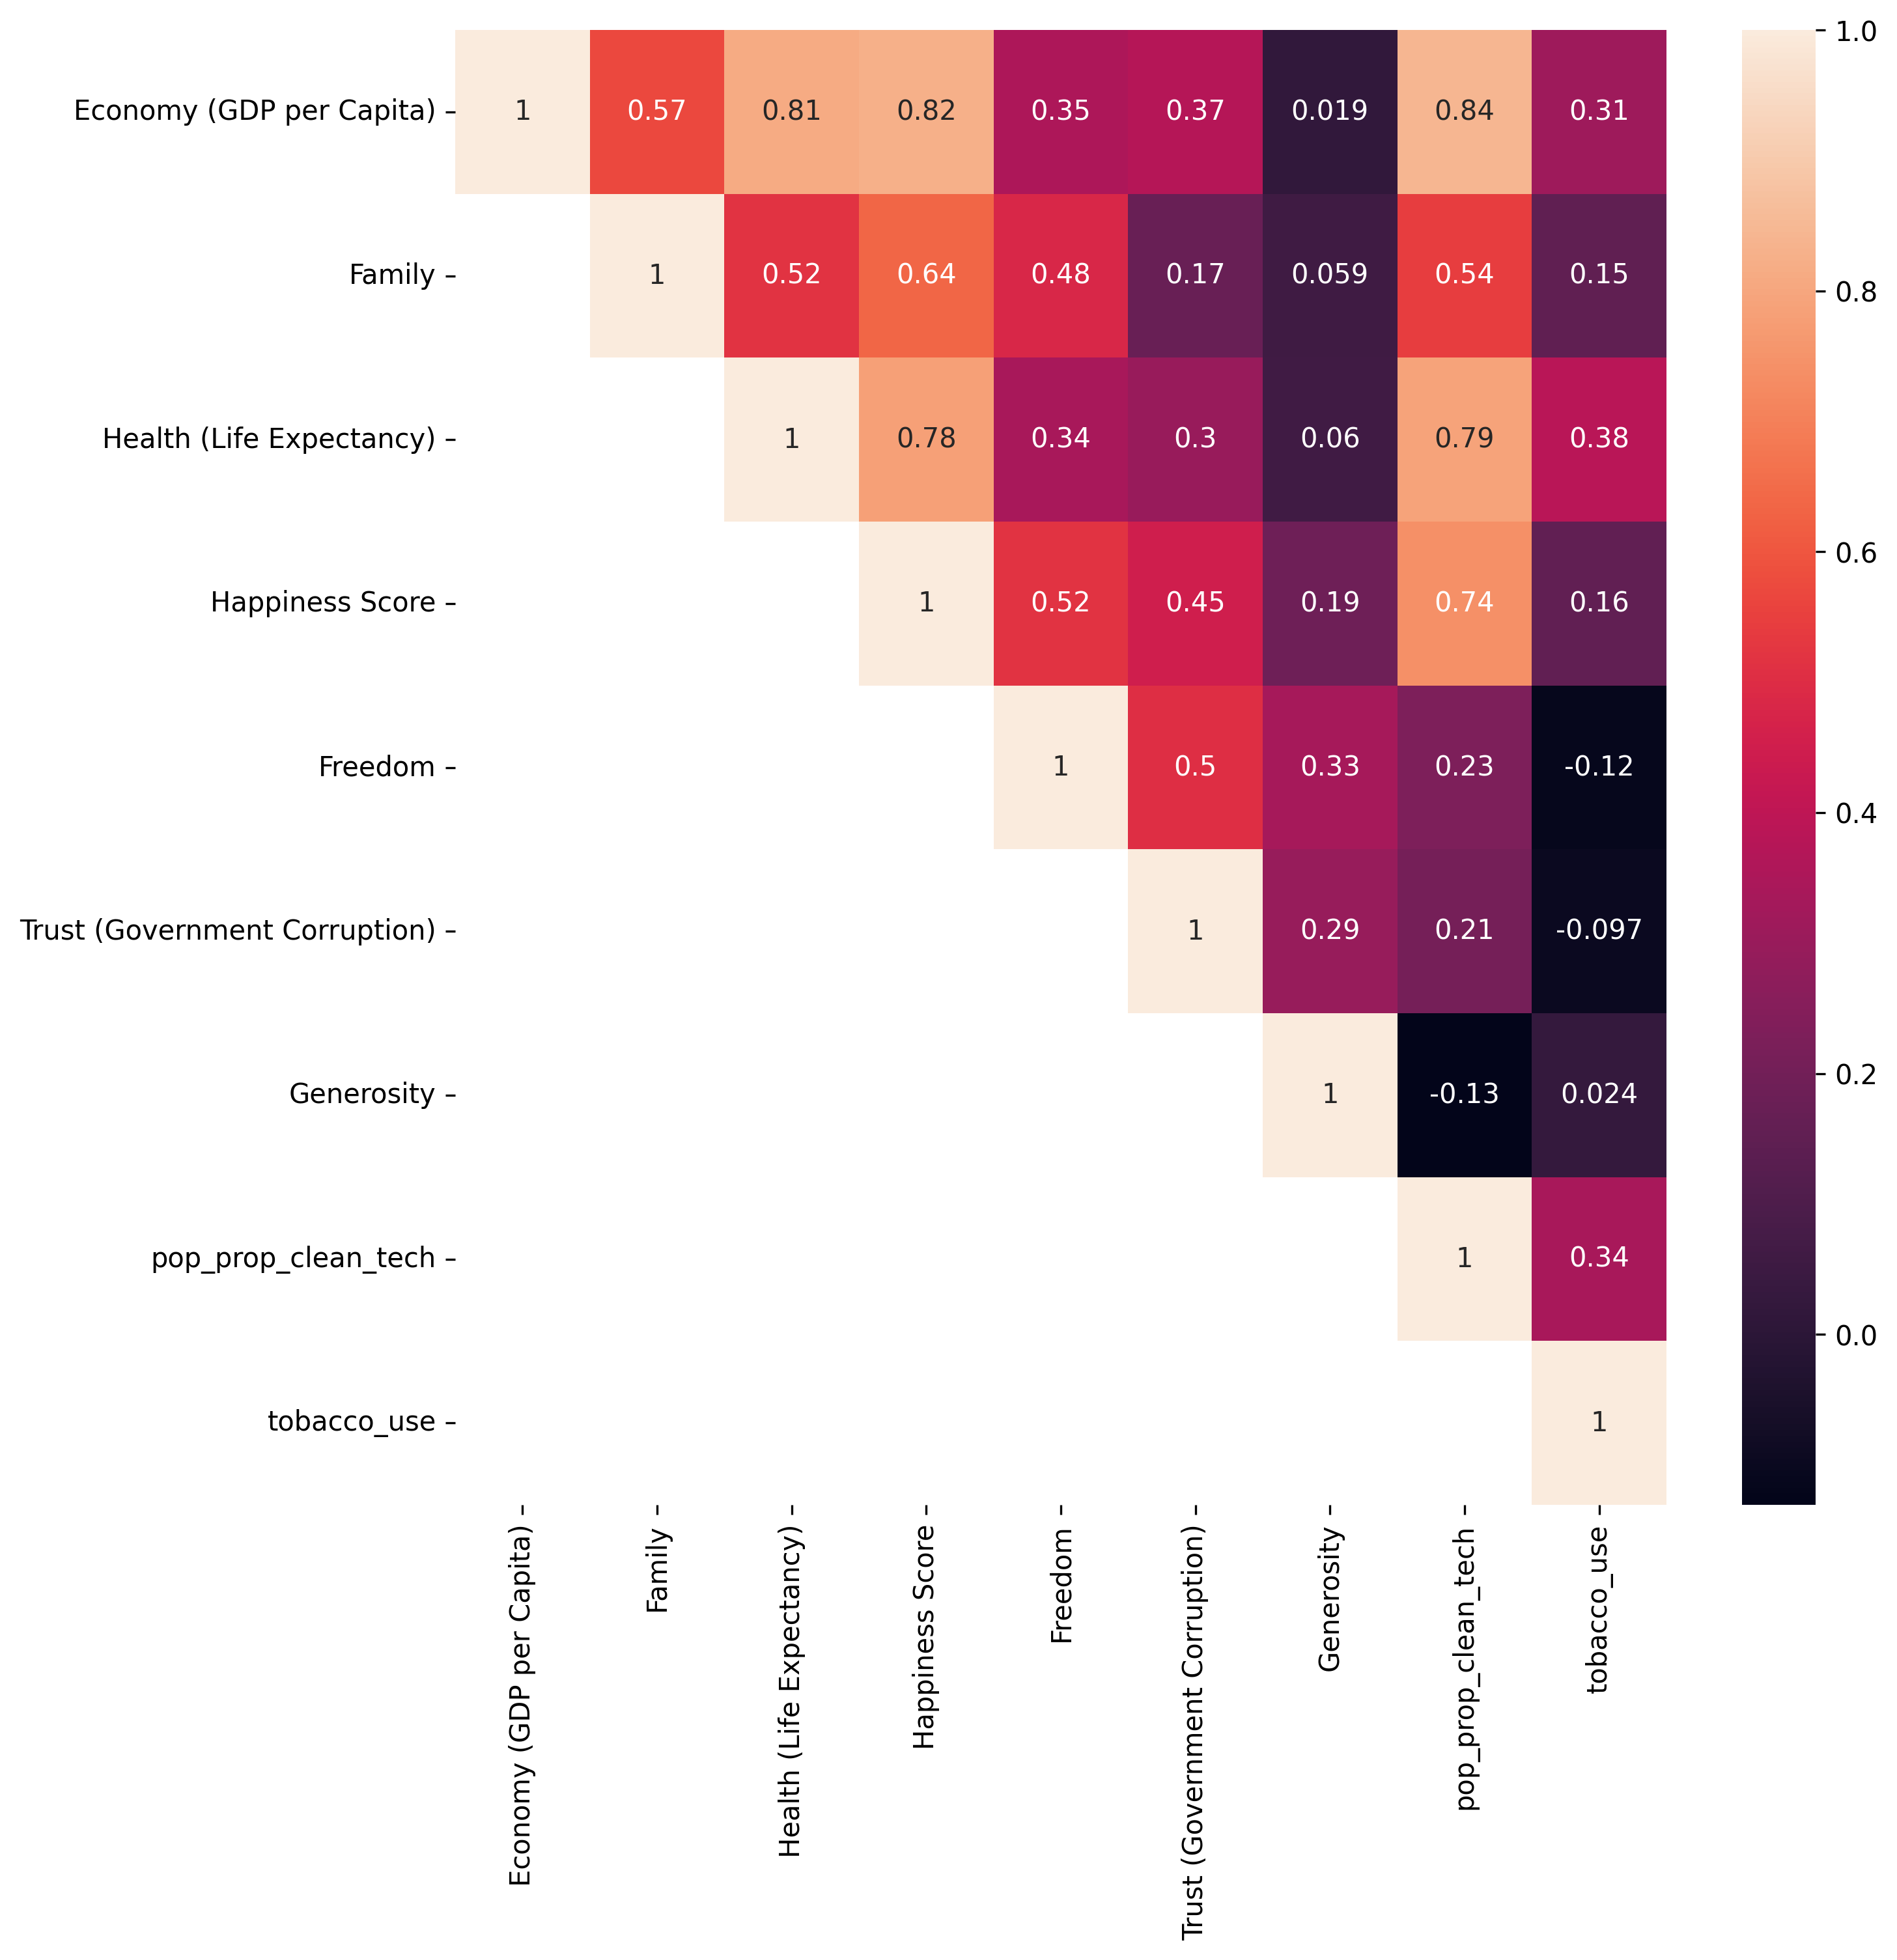 1.0
Economy (GDP per Capita) 1 0.57 0.81 0.82 0.35 0.37 0.019 0.84 0.31
Family 1 0.52 0.64 0.48 0.17 0.059 0.54 0.15
0.8
Health (Life Expectancy) 1 0.78 0.34 0.3 0.06 0.79 0.38
0.6
Happiness Score 1 0.52 0.45 0.19 0.74 0.16
Freedom 1 0.5 0.33 0.23 -0.12
0.4
Trust (Government Corruption) 1 0.29 0.21 -0.097
0.2
Generosity 1 -0.13 0.024
pop_prop_clean_tech 1 0.34
0.0
tobacco_use 1
Economy (GDP per Capita)
Family
Health (Life Expectancy)
Happiness Score
Freedom
Trust (Government Corruption)
Generosity
pop_prop_clean_tech
tobacco_use